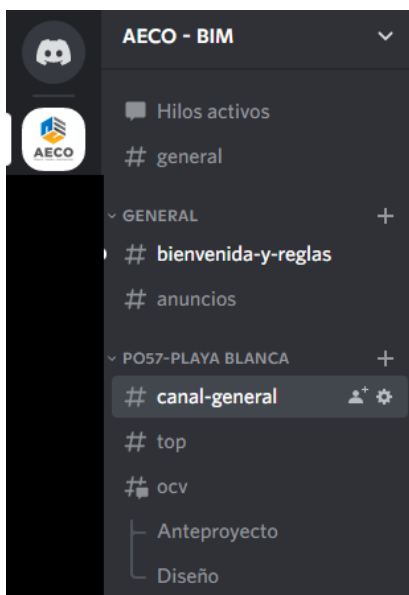 AECO - BIM
AECO
Hilos activos
general
GENERAL
bienvenida-y-reglas
anuncios
PO57-PLAYA BLANCA
canal-general
top
ocv
Anteproyecto
Diseño